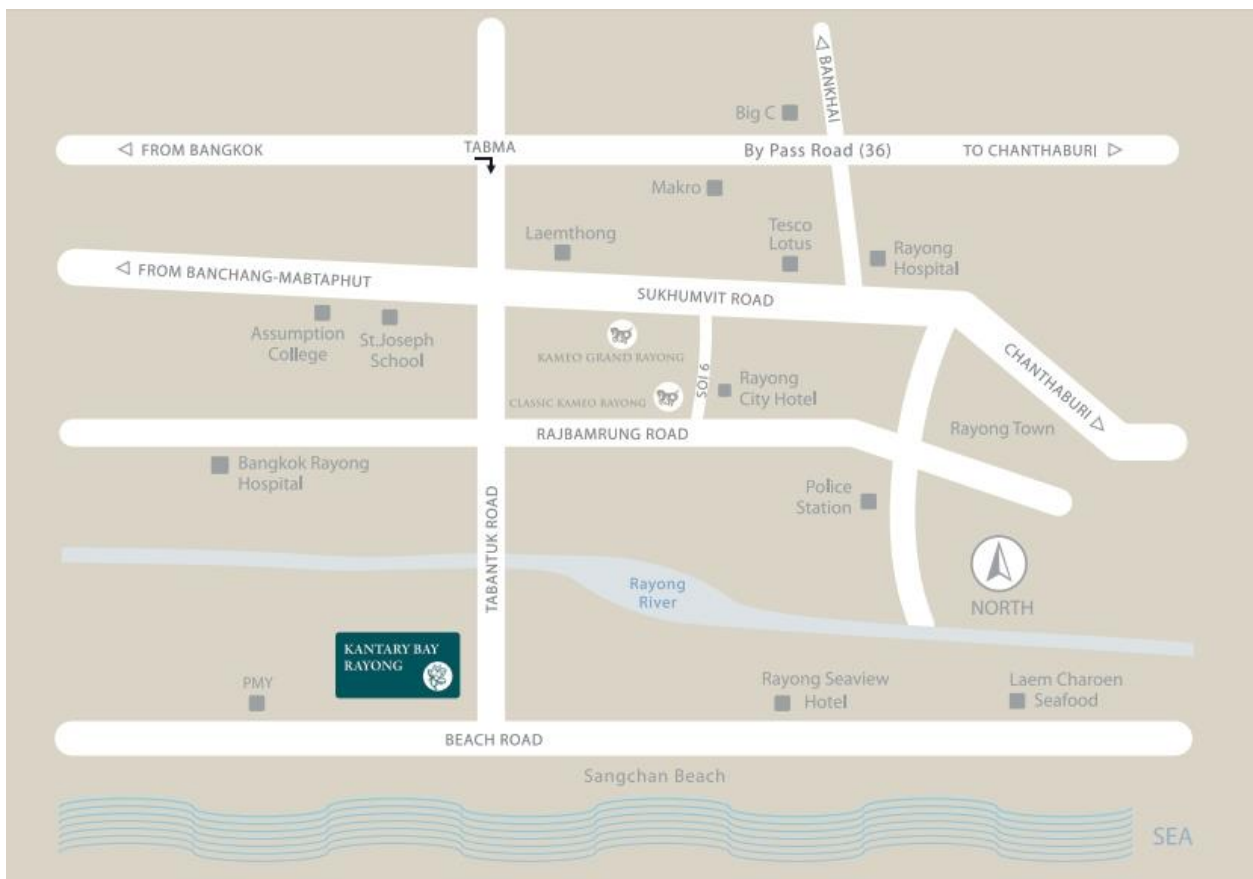 BANKHAI
Big C
FROM BANGKOK
TABMA
By Pass Road (36)
TO CHANTHABURI
Makro
Laemthong
Tesco
Lotus
Rayong
Hospital
FROM BANCHANG-MABTAPHUT
SUKHUMVIT ROAD
Assumption
College
St.Joseph
School
KAMEO GRAND RAYONG
CHANTHABURI
SOI 6
Rayong
City Hotel
CLASSIC KAMEO RAYONG
RAJBAMRUNG ROAD
Rayong Town
Bangkok Rayong
Hospital
Police
Station
TABANTUK ROAD
Rayong
River
NORTH
KANTARY BAY
RAYONG
PMY
Rayong Seaview
Hotel
Laem Charoen
Seafood
BEACH ROAD
Sangchan Beach
SEA